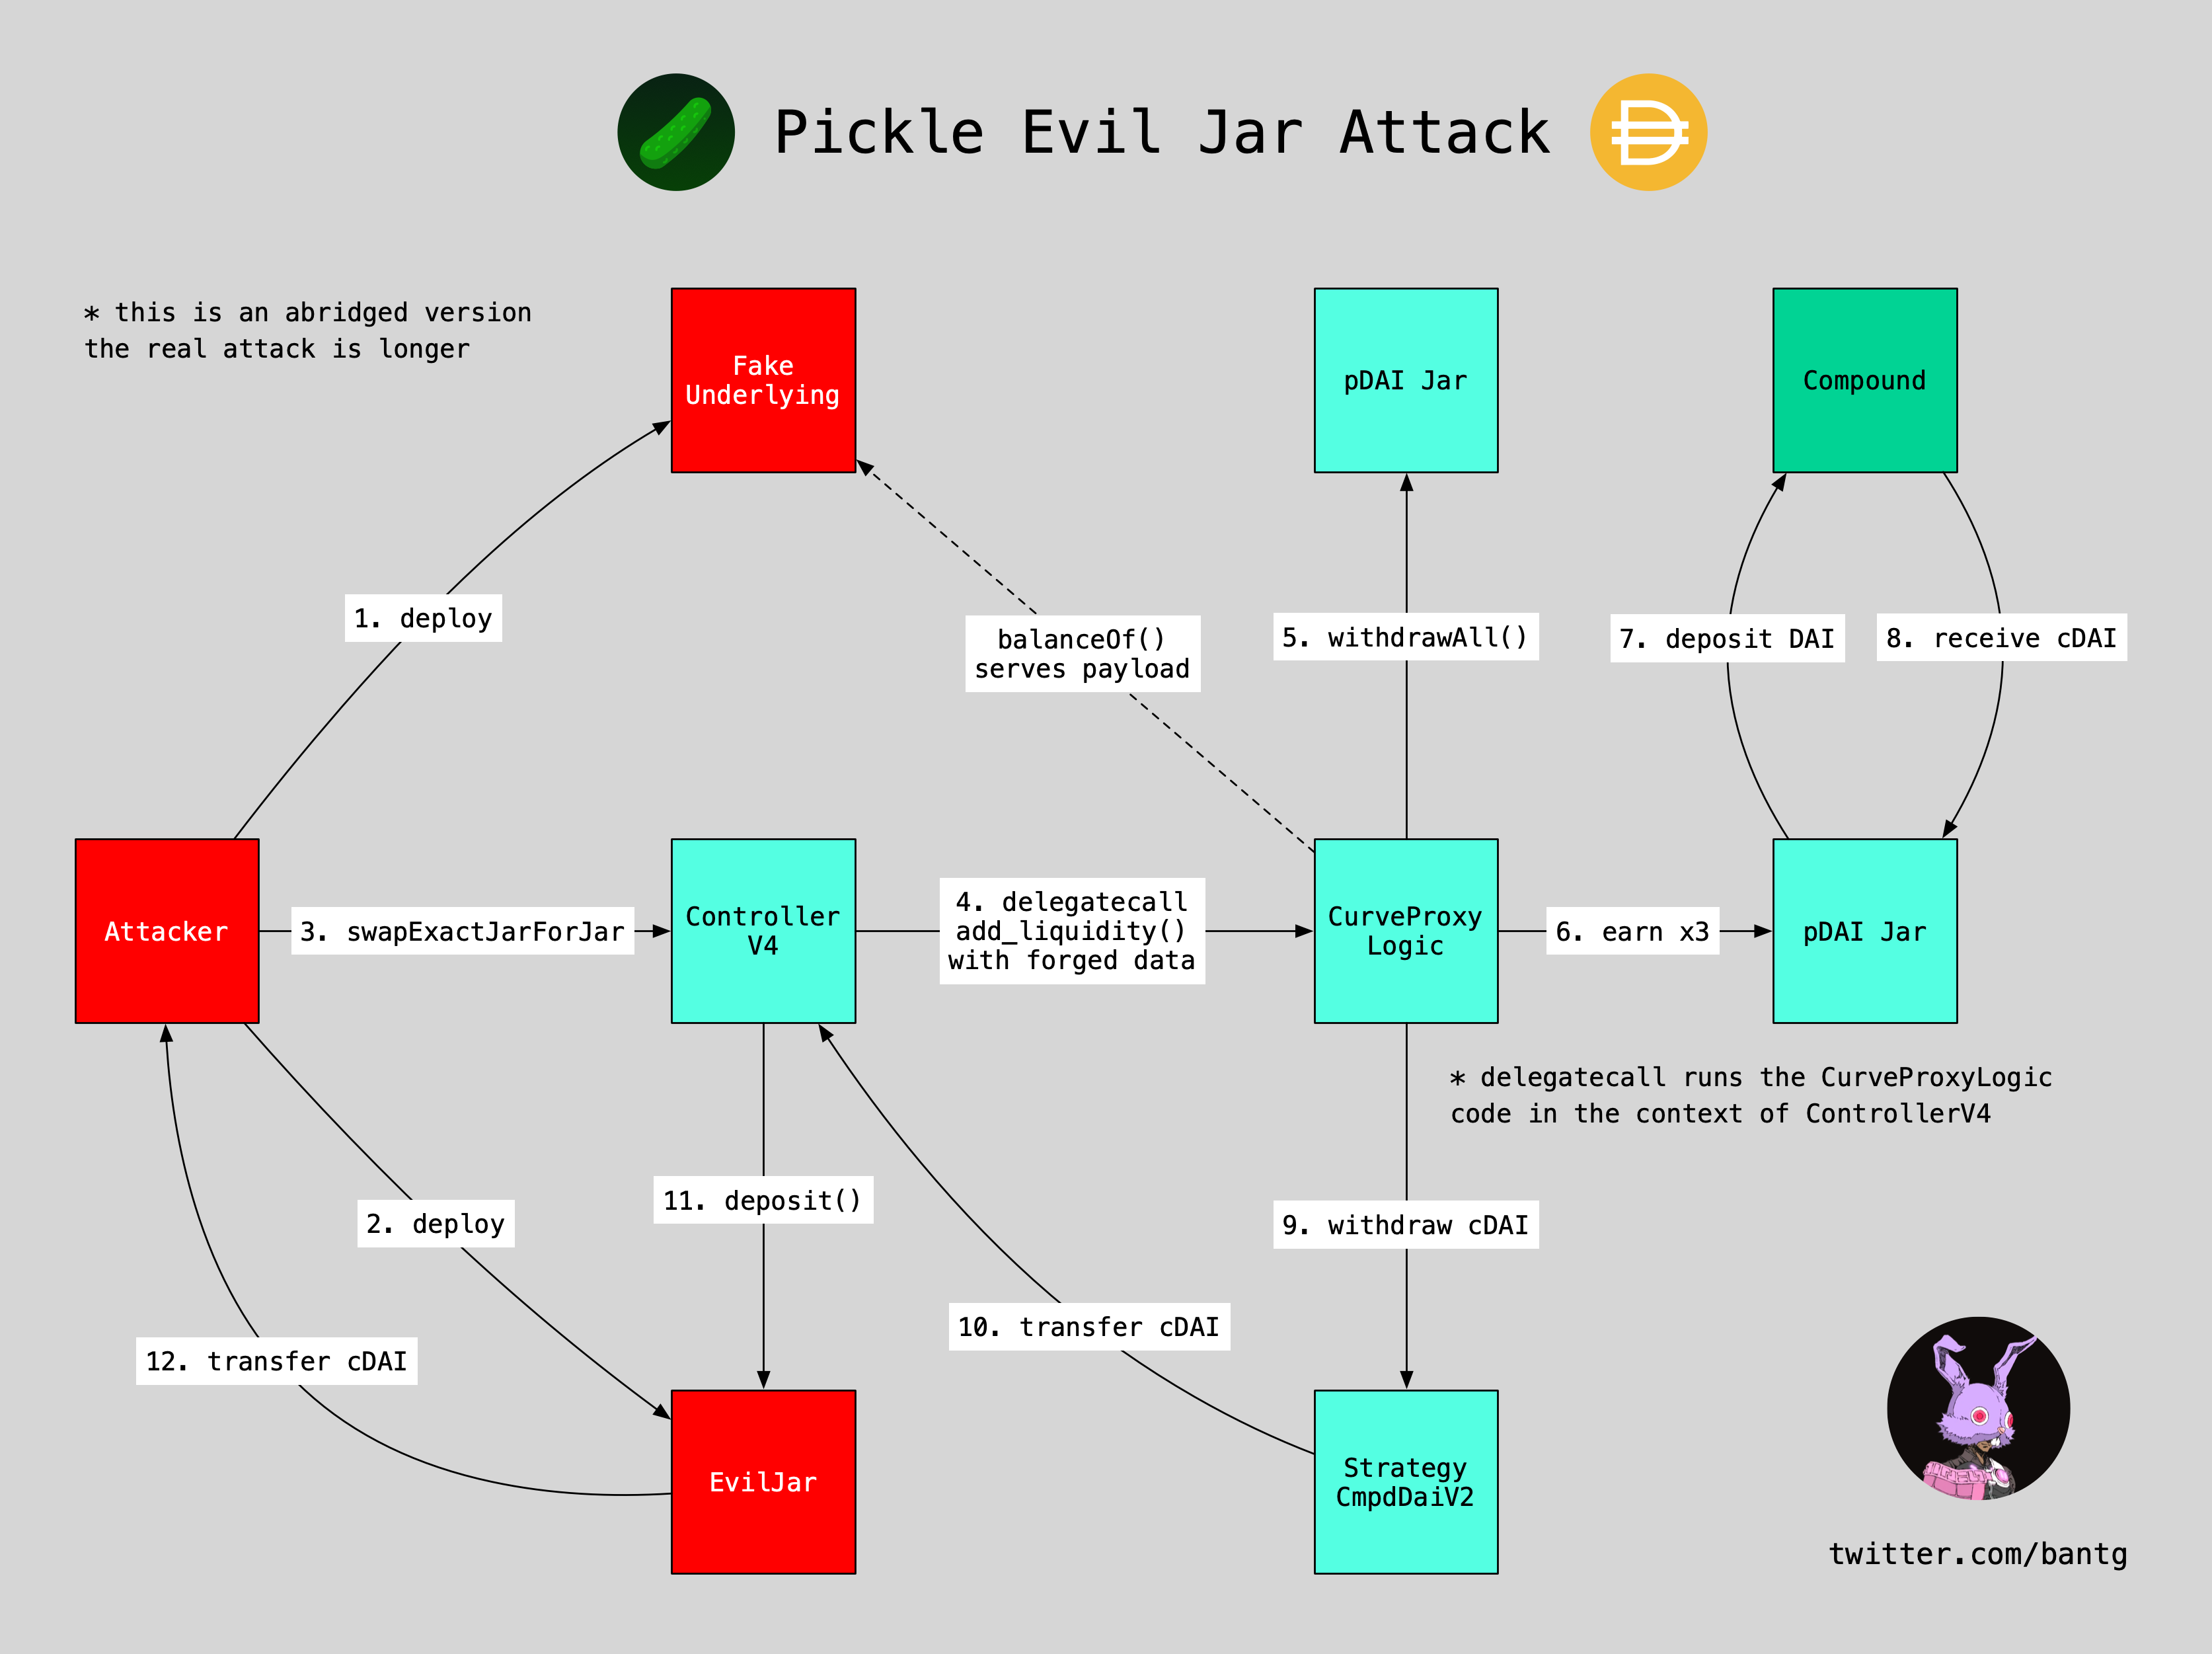 Pickle Evil Jar Attack
* this is an abridged version
the real attack is longer
Fake
Underlying
pDAI Jar
Compound
1. deploy
balanceOf()
serves payload
5. withdrawAll()
7. deposit DAI
8. receive cDAI
Attacker
3. swapExactJarForJar
Controller
V4
4. delegatecall
add_liquidity()
with forged data
CurveProxy
Logic
6. earn x3
pDAI Jar
* delegatecall runs the CurveProxyLogic
code in the context of ControllerV4
2. deploy
11. deposit()
9. withdraw cDAI
10. transfer cDAI
12. transfer cDAI
EvilJar
Strategy
CmpdDaiV2
twitter.com/bantg